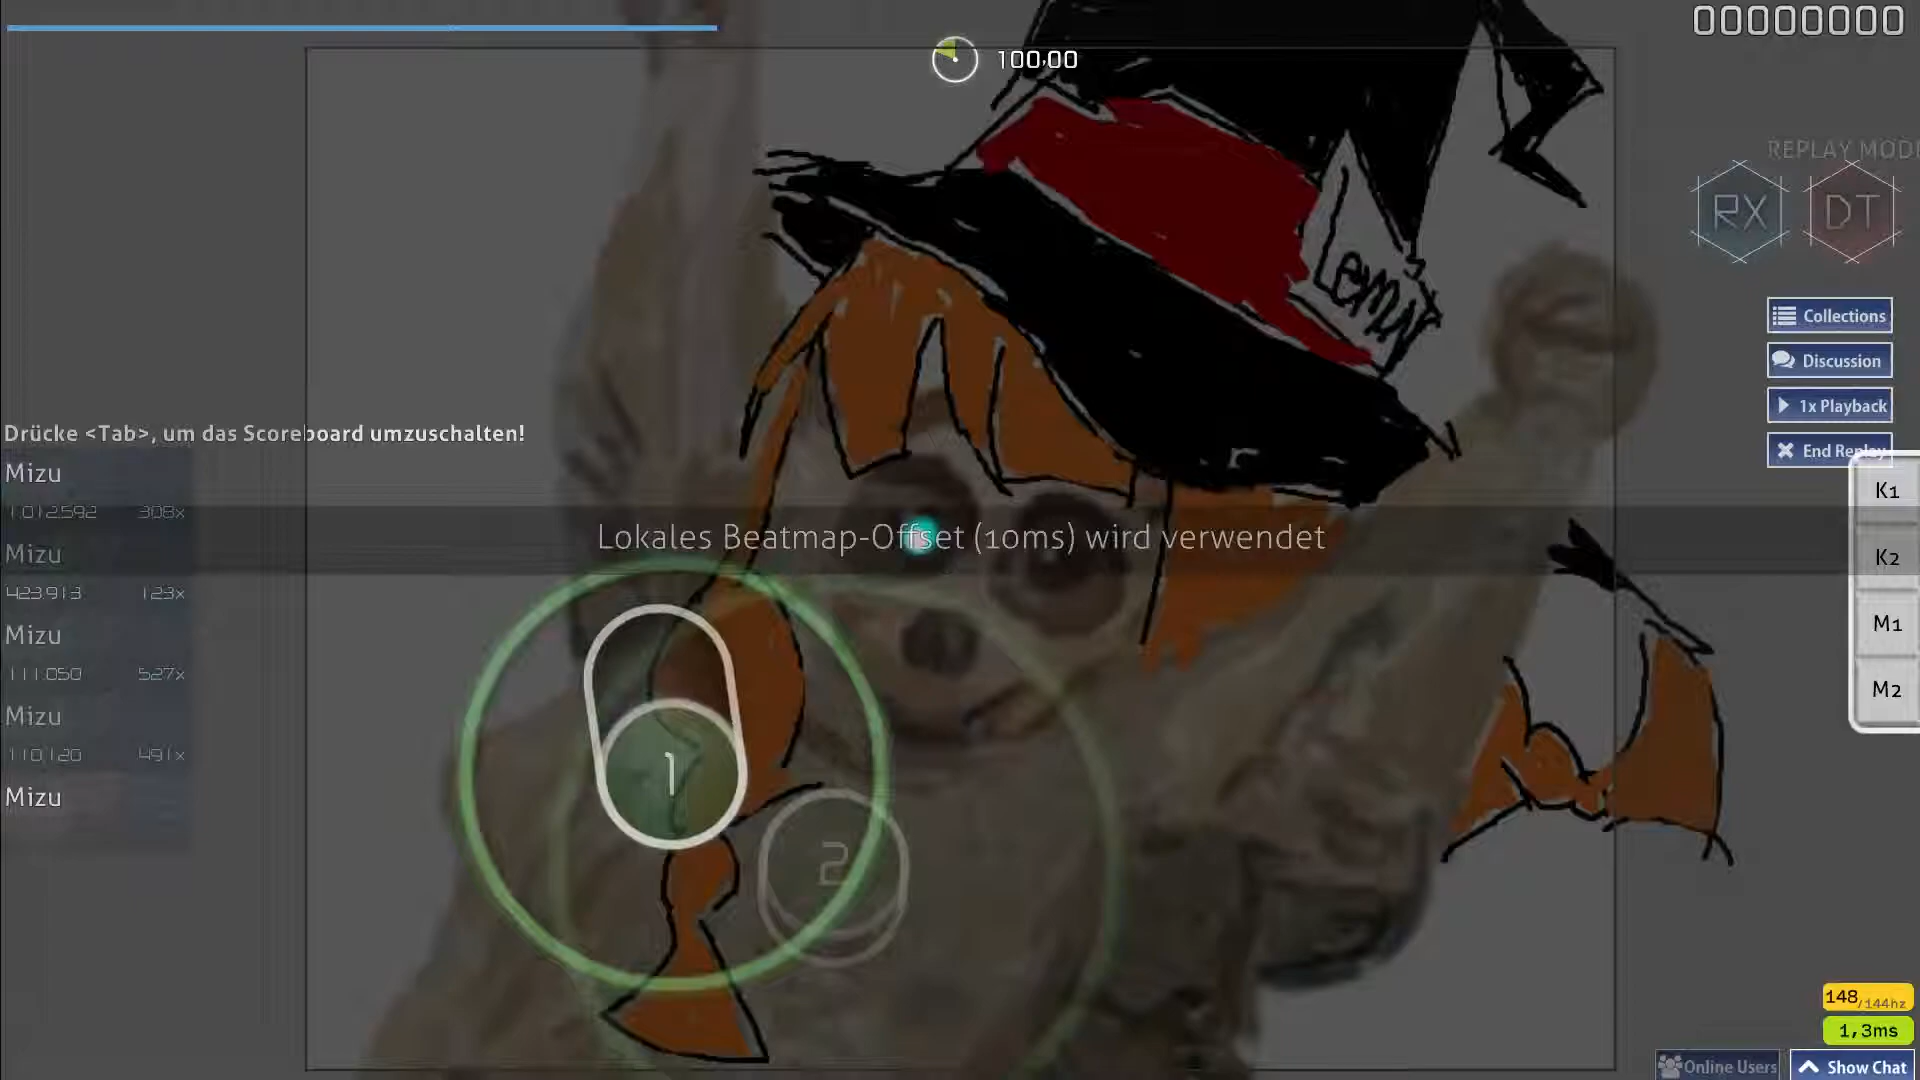 00000000
100,00
REPLAY MODE
RX DT
Collections
Discussion
1x Playback
End Replay
Drücke <Tab>, um das Scoreboard umzuschalten!
Mizu
1.012.592 308x
Mizu
423.913 123x
Mizu
111.050 527x
Mizu
110.120 491x
Mizu
Lokales Beatmap-Offset (10ms) wird verwendet
K1
K2
M1
M2
1
2
148/144hz
1,3ms
Online Users
Show Chat